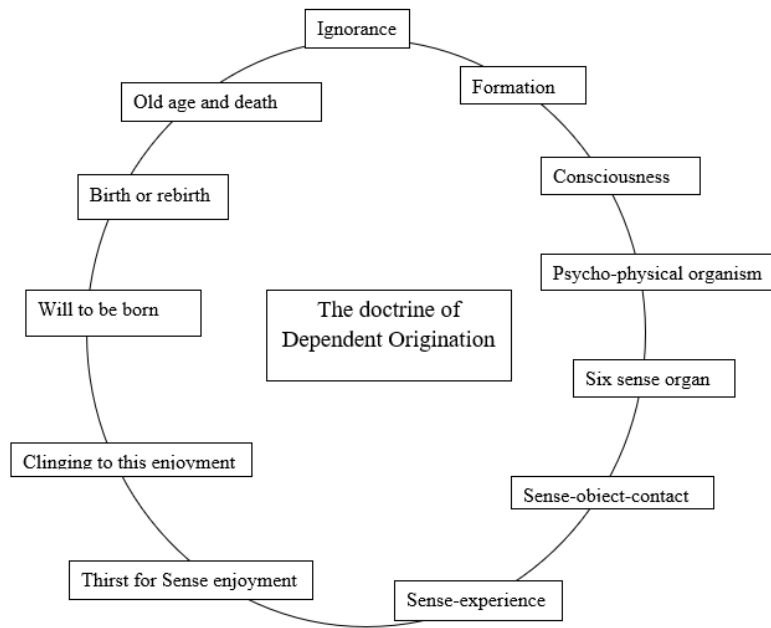 Ignorance
Formation
Consciousness
Psycho-physical organism
Six sense organ
Sense-object-contact
Sense-experience
Thirst for Sense enjoyment
Clinging to this enjoyment
Will to be born
Birth or rebirth
Old age and death
The doctrine of
Dependent Origination